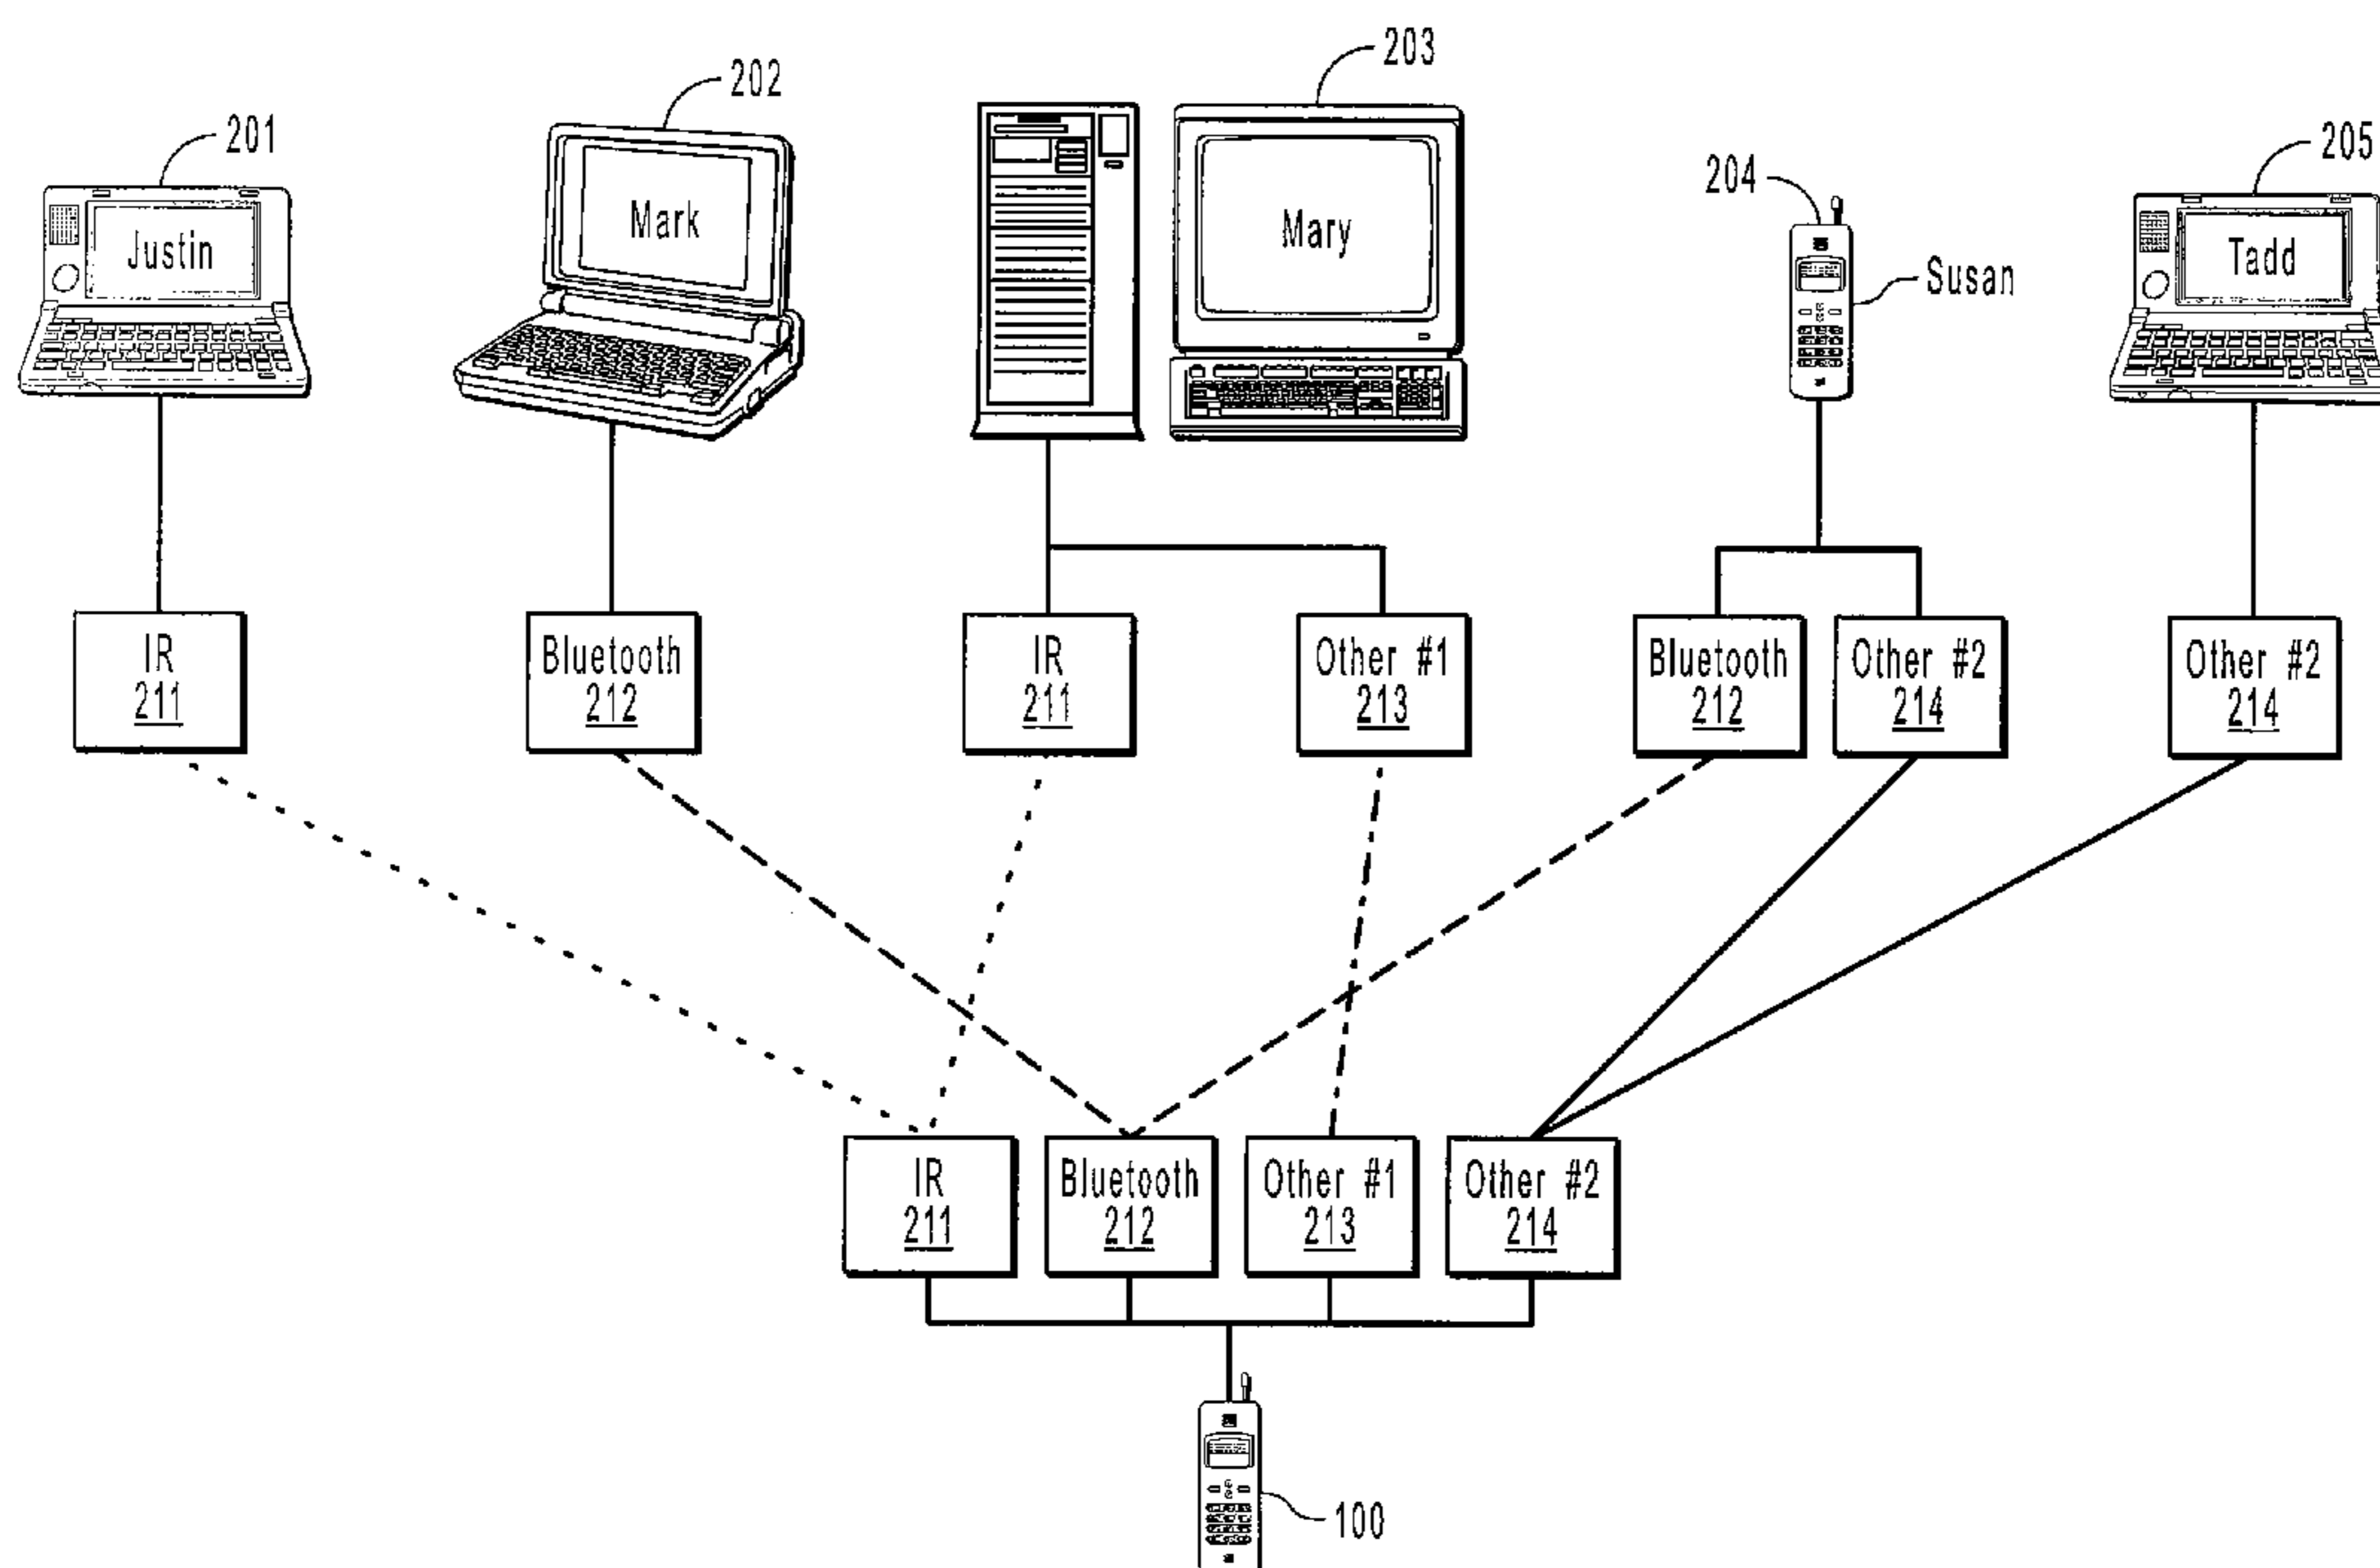 203
202
201
205
204
Justin
Mark
Mary
Susan
Tadd
IR
211
Bluetooth
212
IR
211
Other #1
213
Bluetooth
212
Other #2
214
Other #2
214
IR
211
Bluetooth
212
Other #1
213
Other #2
214
100